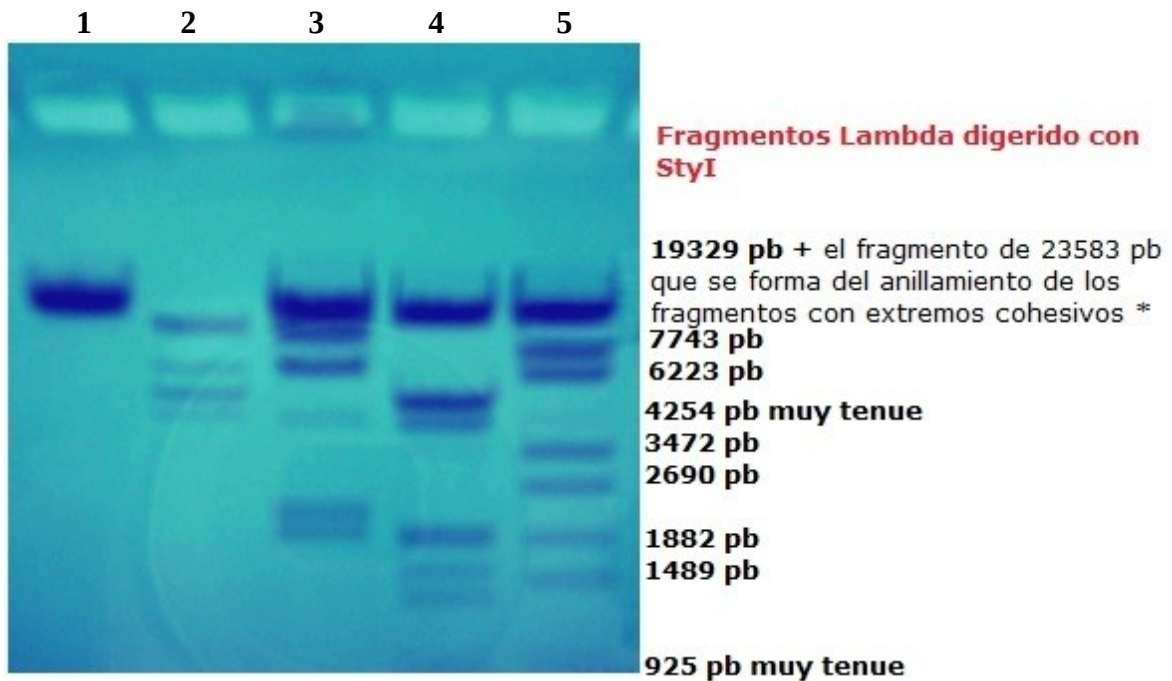 1 2 3 4 5
Fragmentos Lambda digerido con
StyI
19329 pb + el fragmento de 23583 pb
que se forma del anillamiento de los
fragmentos con extremos cohesivos *
7743 pb
6223 pb
4254 pb muy tenue
3472 pb
2690 pb
1882 pb
1489 pb
925 pb muy tenue